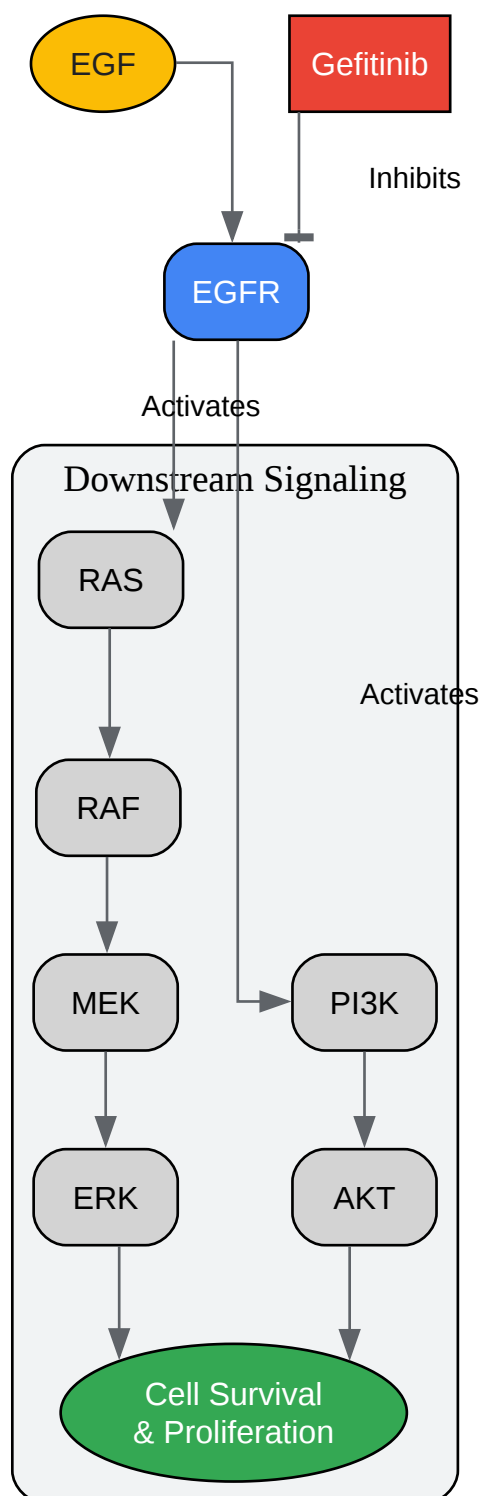 EGF
Gefitinib
Inhibits
EGFR
Activates
Downstream Signaling
RAS
Activates
RAF
MEK
PI3K
ERK
AKT
Cell Survival
& Proliferation